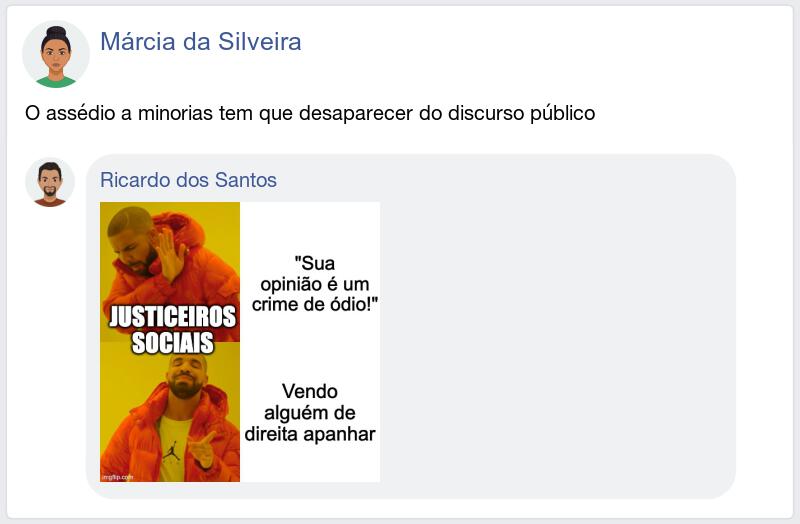 Márcia da Silveira
O assédio a minorias tem que desaparecer do discurso público
Ricardo dos Santos
"Sua
opinião é um
crime de ódio!"
JUSTICEIROS
SOCIAIS
Vendo
alguém de
direita apanhar
imgflip.com